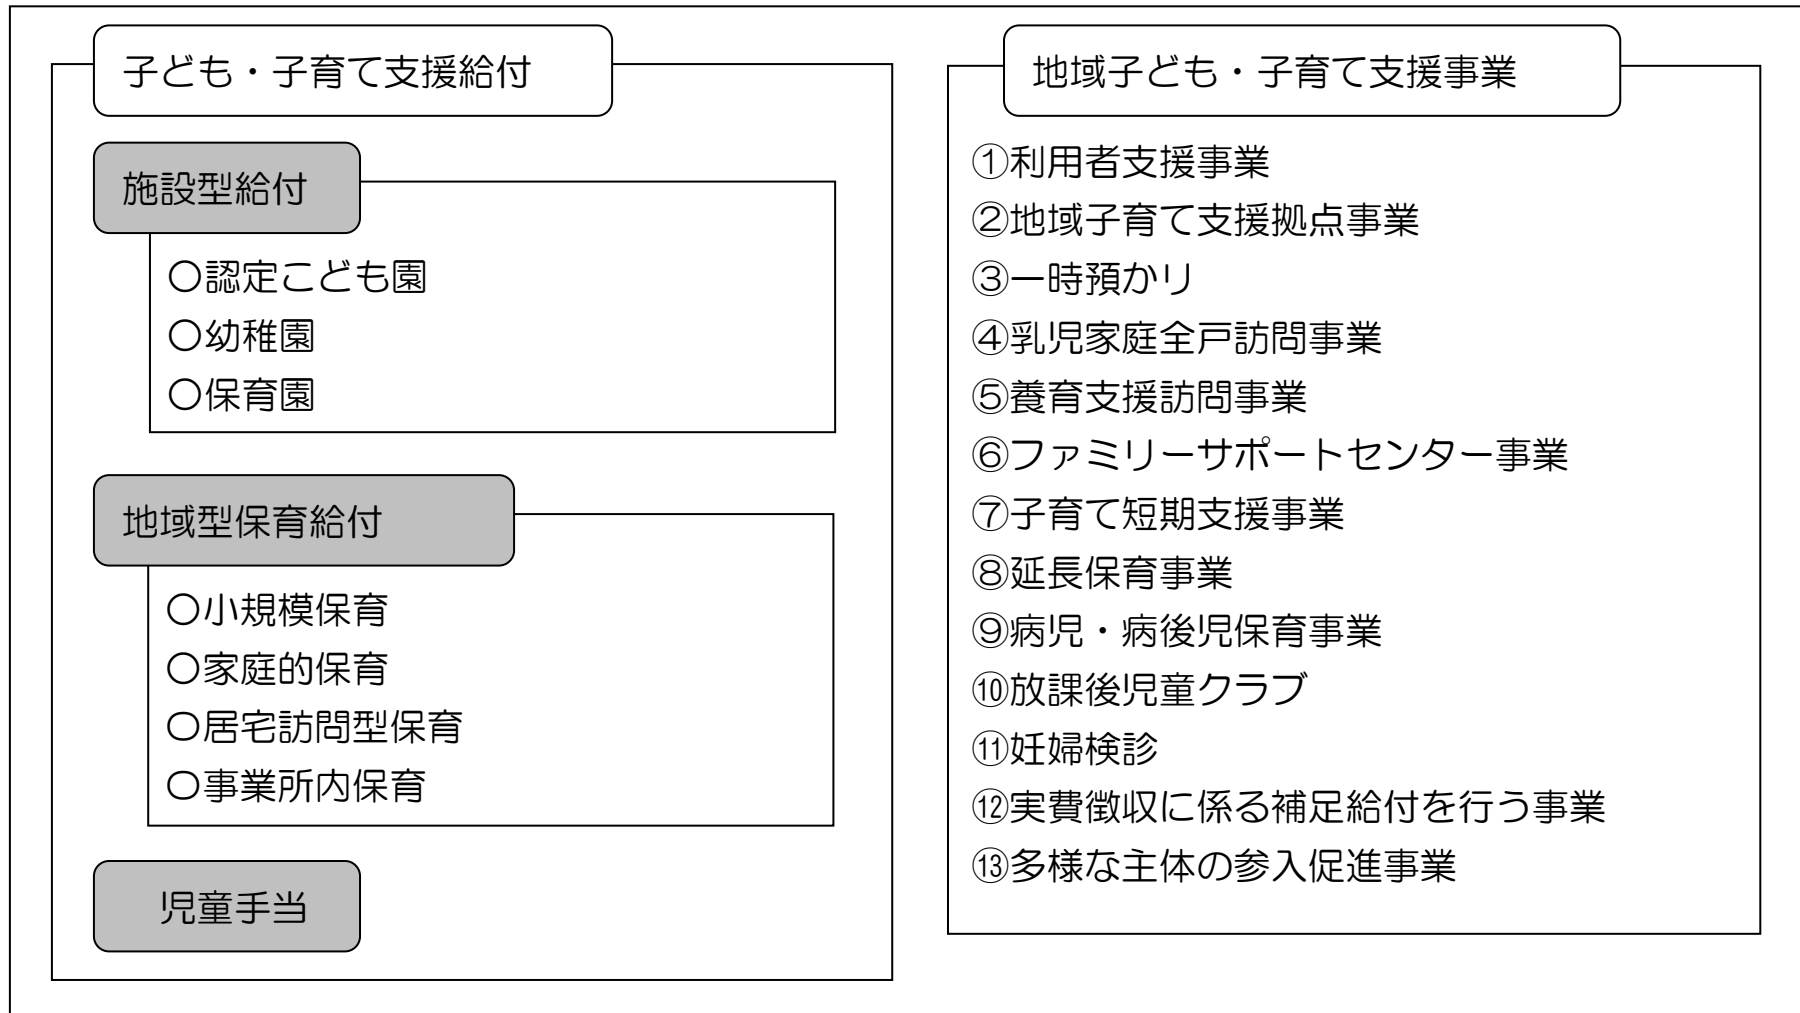 子ども・子育て支援給付
施設型給付
〇認定こども園
〇幼稚園
〇保育園
地域型保育給付
〇小規模保育
〇家庭的保育
〇居宅訪問型保育
〇事業所内保育
児童手当
地域子ども・子育て支援事業
①利用者支援事業
②地域子育て支援拠点事業
③一時預かり
④乳児家庭全戸訪問事業
⑤養育支援訪問事業
⑥ファミリーサポートセンター事業
⑦子育て短期支援事業
⑧延長保育事業
⑨病児・病後児保育事業
⑩放課後児童クラブ
⑪妊婦検診
⑫実費徴収に係る補足給付を行う事業
⑬多様な主体の参入促進事業